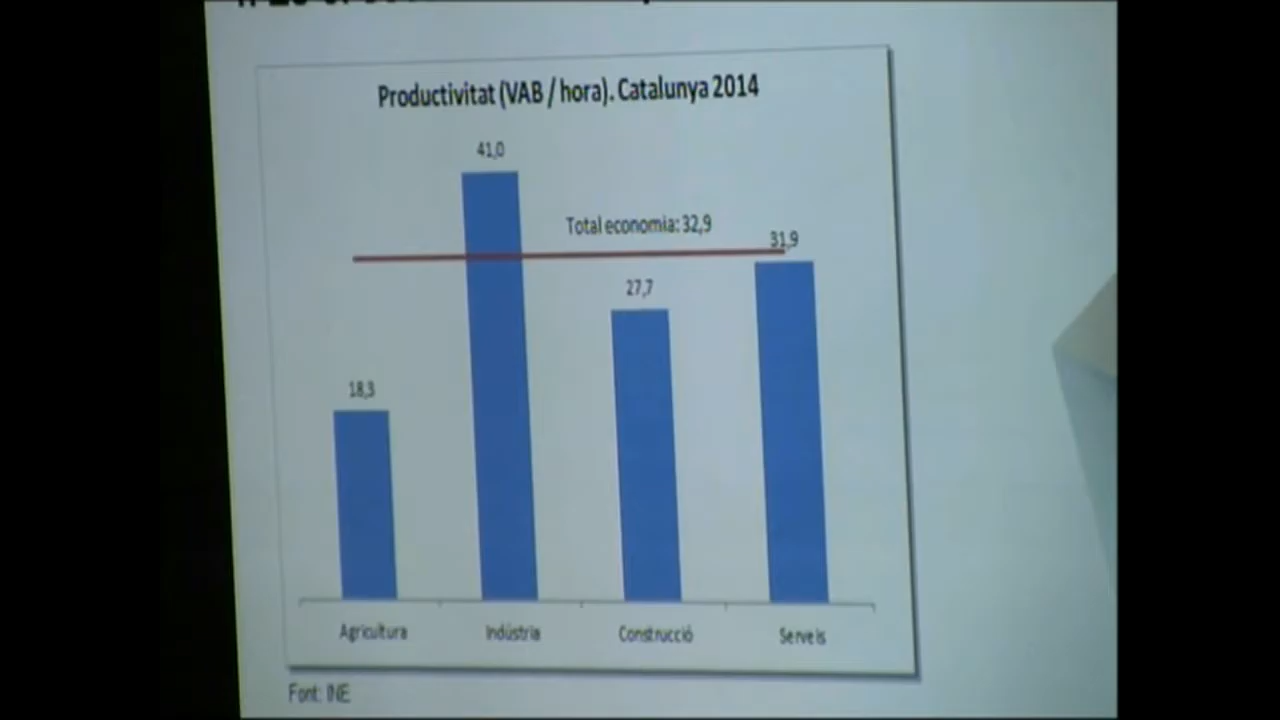 Productivitat (VAB / hora). Catalunya 2014
41,0
Total economia: 32,9
31,9
27,7
18,3
Agricultura
Indústria
Construcció
Serveis
Font: INE